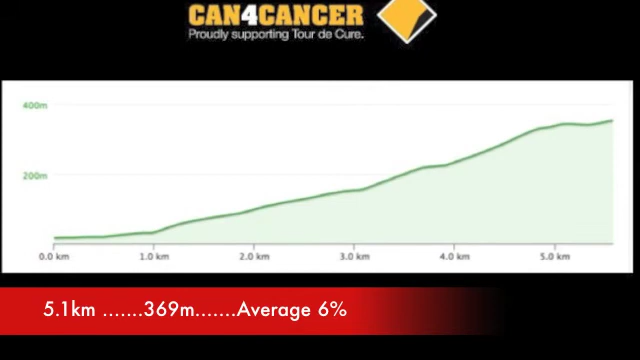 CAN4CANCER
Proudly supporting Tour de Cure.
400m
200m
0.0 km 1.0 km 2.0 km 3.0 km 4.0 km 5.0 km
5.1km .......369m.......Average 6%